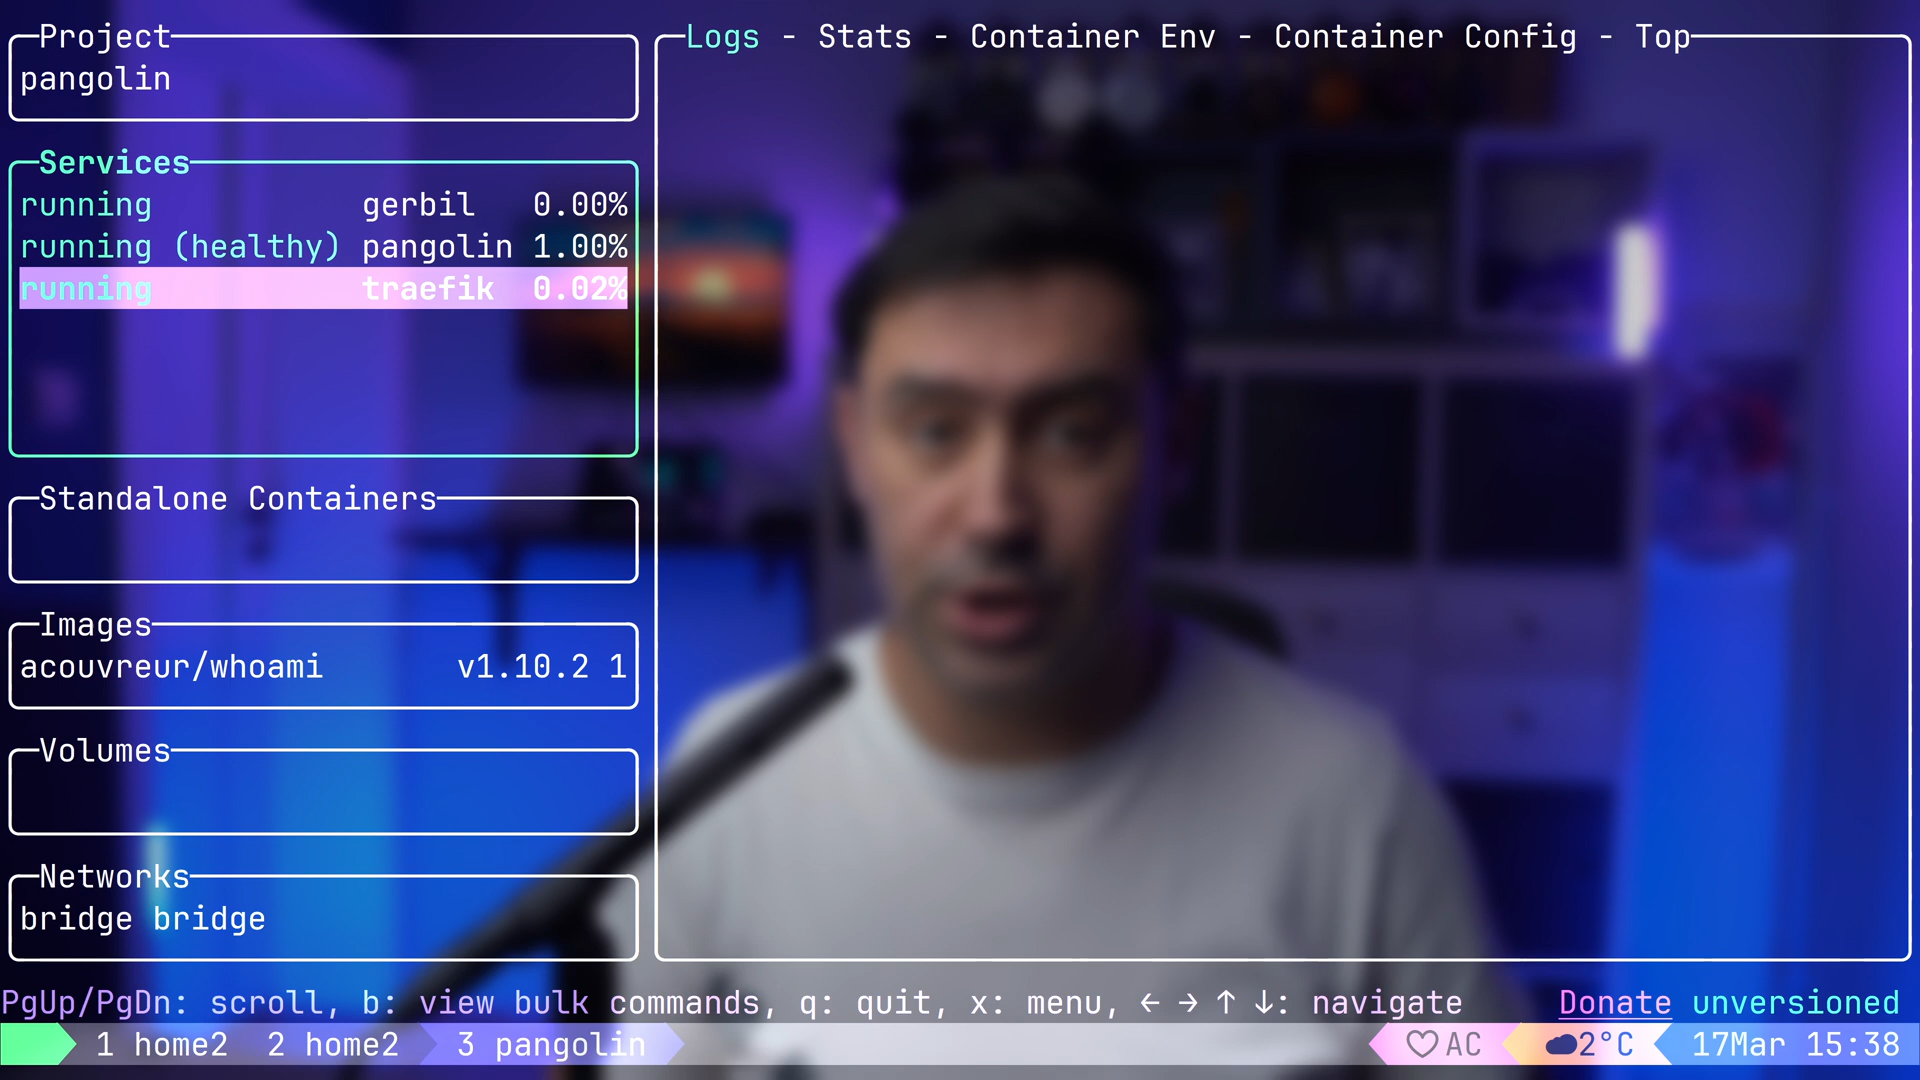 Project
pangolin
Services
running gerbil 0.00%
running (healthy) pangolin 1.00%
running traefik 0.02%
Standalone Containers
Images
acouvreur/whoami v1.10.2 1
Volumes
Networks
bridge bridge
Logs - Stats - Container Env - Container Config - Top
PgUp/PgDn: scroll, b: view bulk commands, q: quit, x: menu, ← → ↑ ↓: navigate Donate unversioned
1 home2 2 home2 3 pangolin ♡ AC ☁2°C 17Mar 15:38